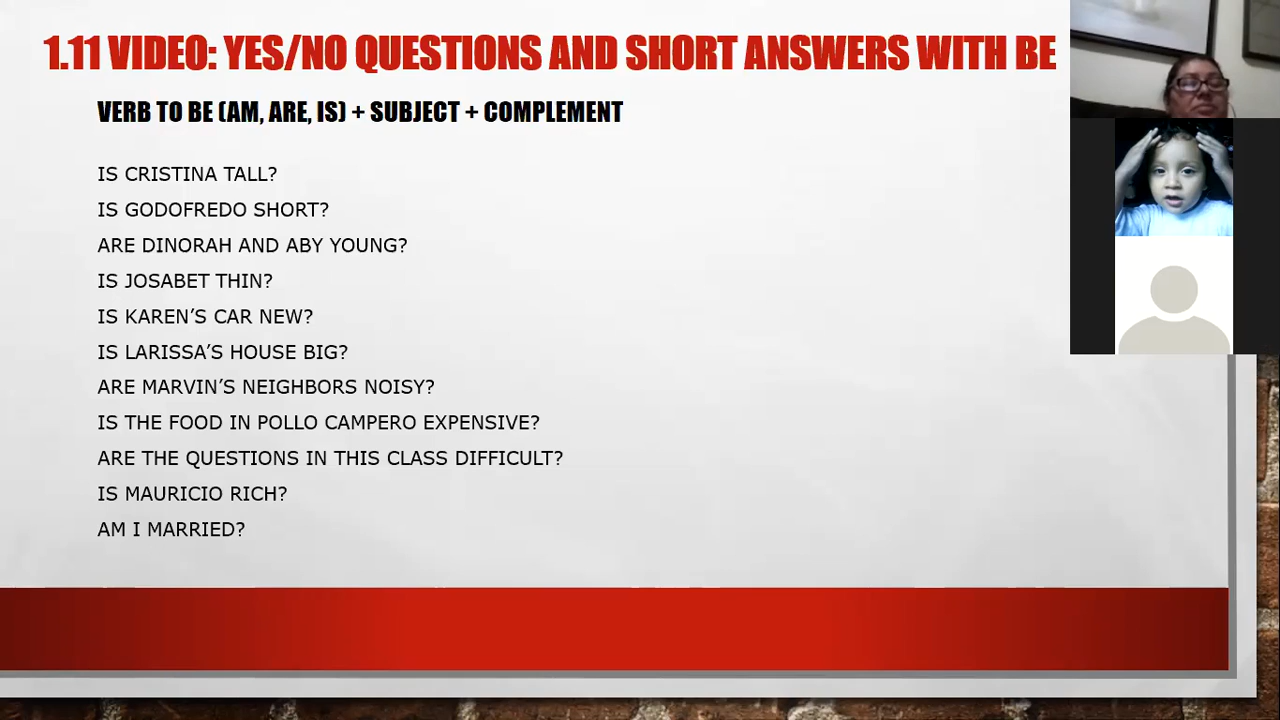 1.11 VIDEO: YES/NO QUESTIONS AND SHORT ANSWERS WITH BE
VERB TO BE (AM, ARE, IS) + SUBJECT + COMPLEMENT
IS CRISTINA TALL?
IS GODOFREDO SHORT?
ARE DINORAH AND ABY YOUNG?
IS JOSABET THIN?
IS KAREN’S CAR NEW?
IS LARISSA’S HOUSE BIG?
ARE MARVIN’S NEIGHBORS NOISY?
IS THE FOOD IN POLLO CAMPERO EXPENSIVE?
ARE THE QUESTIONS IN THIS CLASS DIFFICULT?
IS MAURICIO RICH?
AM I MARRIED?